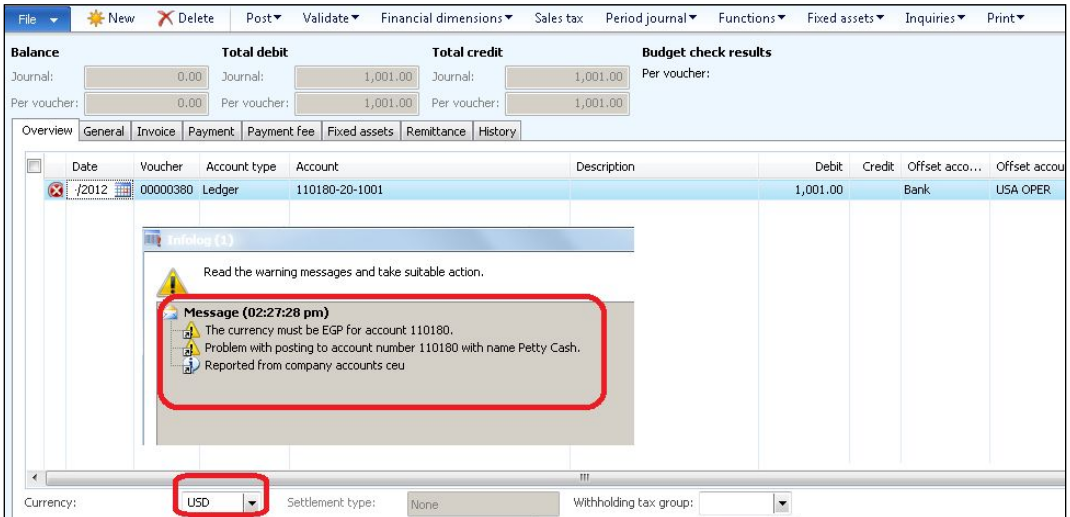 File New Delete Post Validate Financial dimensions Sales tax Period journal Functions Fixed assets Inquiries Print
Balance Total debit Total credit Budget check results
Journal: 0.00 Journal: 1,001.00 Journal: 1,001.00 Per voucher:
Per voucher: 0.00 Per voucher: 1,001.00 Per voucher: 1,001.00
Overview General Invoice Payment Payment fee Fixed assets Remittance History
Date Voucher Account type Account Description Debit Credit Offset acco... Offset accou
/2012 00000380 Ledger 110180-20-1001 1,001.00 Bank USA OPER
Infolog (1)
Read the warning messages and take suitable action.
Message (02:27:28 pm)
The currency must be EGP for account 110180.
Problem with posting to account number 110180 with name Petty Cash.
Reported from company accounts ceu
Currency: USD Settlement type: None Withholding tax group: